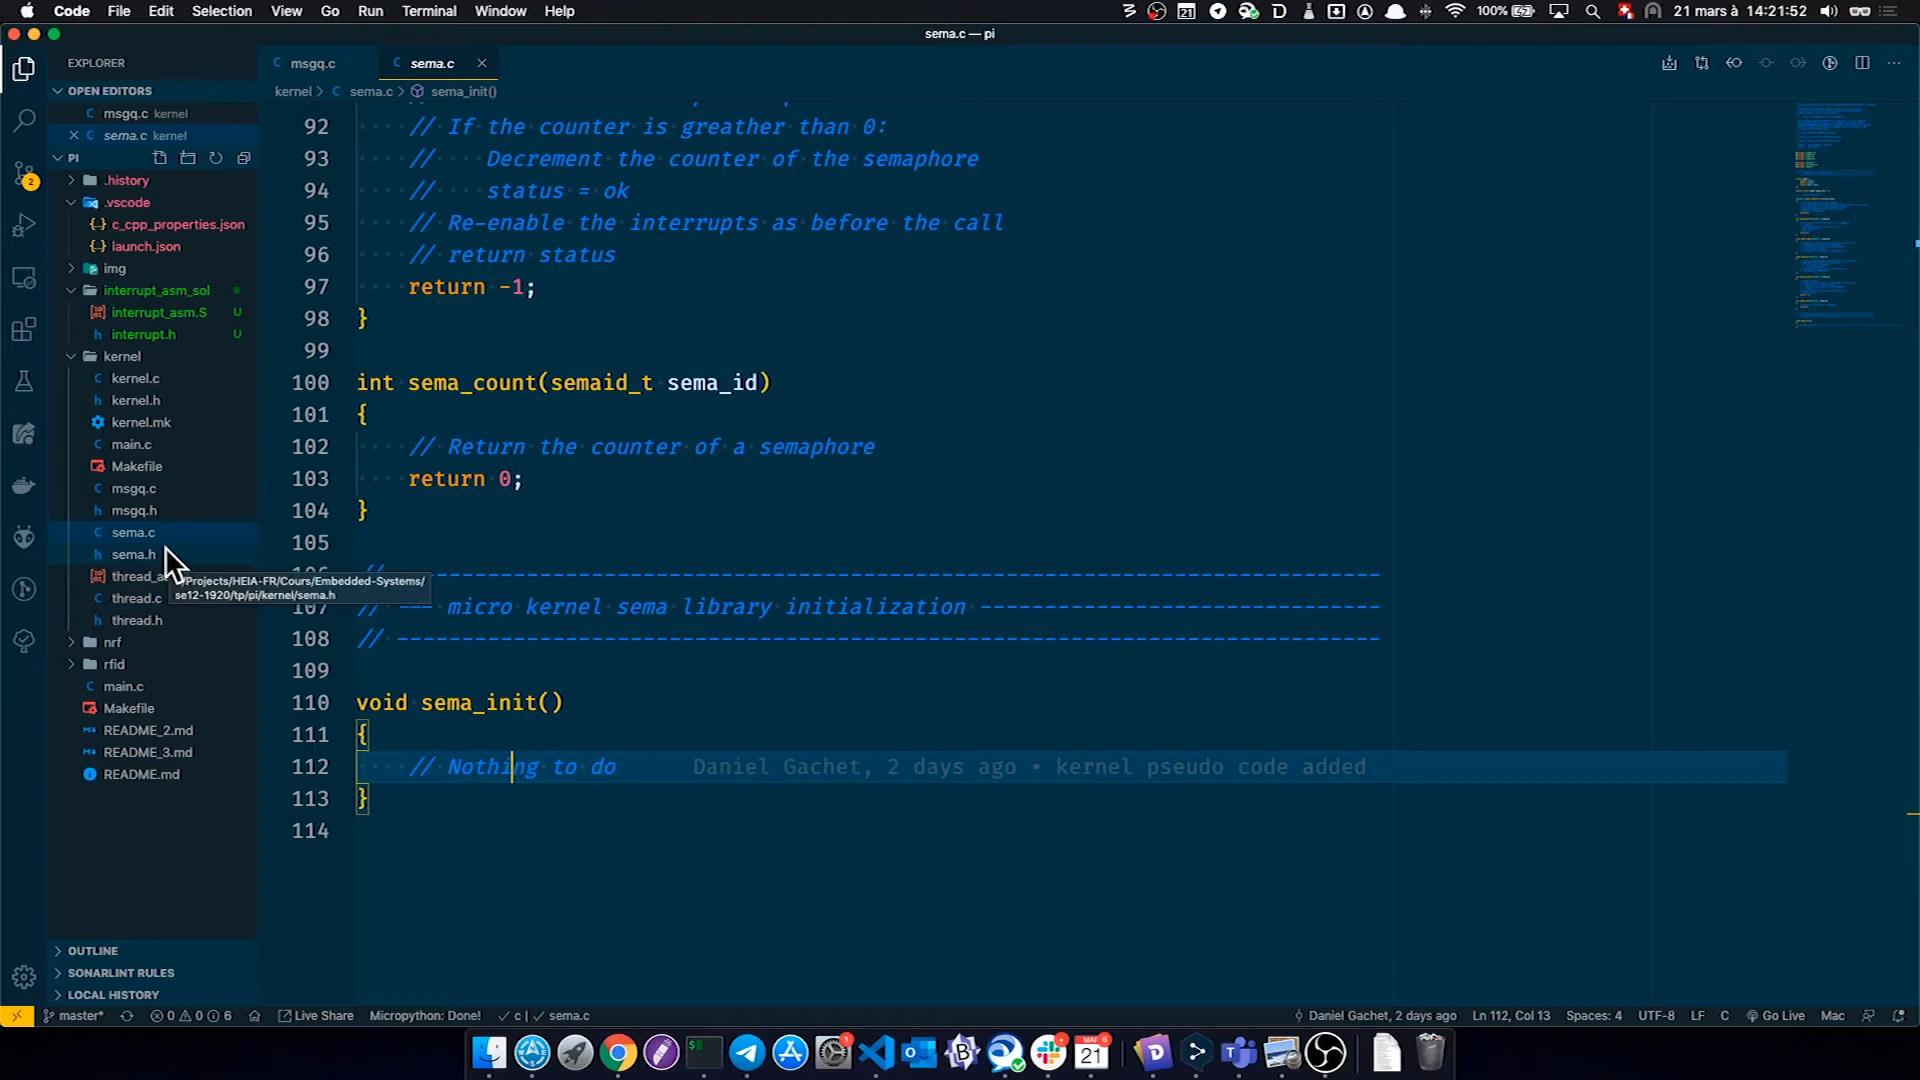 Code File Edit Selection View Go Run Terminal Window Help
100% 21 mars à 14:21:52
sema.c — pi
EXPLORER
OPEN EDITORS
msgq.c kernel
sema.c kernel
PI
.history
.vscode
c_cpp_properties.json
launch.json
img
interrupt_asm_sol
interrupt_asm.S U
interrupt.h U
kernel
kernel.c
kernel.h
kernel.mk
main.c
Makefile
msgq.c
msgq.h
sema.c
sema.h
/Projects/HEIA-FR/Cours/Embedded-Systems/
se12-1920/tp/pi/kernel/sema.h
thread.c
thread.h
nrf
rfid
main.c
Makefile
README_2.md
README_3.md
README.md
OUTLINE
SONARLINT RULES
LOCAL HISTORY
msgq.c sema.c
kernel > sema.c > sema_init()
92 // If the counter is greather than 0:
93 // Decrement the counter of the semaphore
94 // status = ok
95 // Re-enable the interrupts as before the call
96 // return status
97 return -1;
98 }
99
100 int sema_count(semaid_t sema_id)
101 {
102 // Return the counter of a semaphore
103 return 0;
104 }
105
107 // --- micro kernel sema library initialization -------------------------------
108 // ----------------------------------------------------------------------------
109
110 void sema_init()
111 {
112 // Nothing to do Daniel Gachet, 2 days ago • kernel pseudo code added
113 }
114
master* 0 0 6 Live Share Micropython: Done! c | sema.c Daniel Gachet, 2 days ago Ln 112, Col 13 Spaces: 4 UTF-8 LF C Go Live Mac